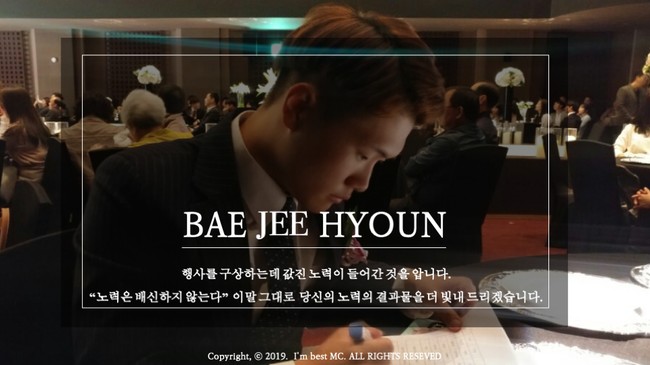 BAE JEE HYOUN
행사를 구상하는데 값진 노력이 들어간 것을 압니다.
“노력은 배신하지 않는다” 이말 그대로 당신의 노력의 결과물을 더 빛내 드리겠습니다.
Copyright, © 2019. I'm best MC. ALL RIGHTS RESEVED